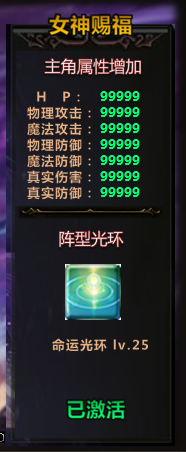 女神赐福
主角属性增加
H P： 99999
物理攻击： 99999
魔法攻击： 99999
物理防御： 99999
魔法防御： 99999
真实伤害： 99999
真实防御： 99999
阵型光环
命运光环 lv.25
已激活